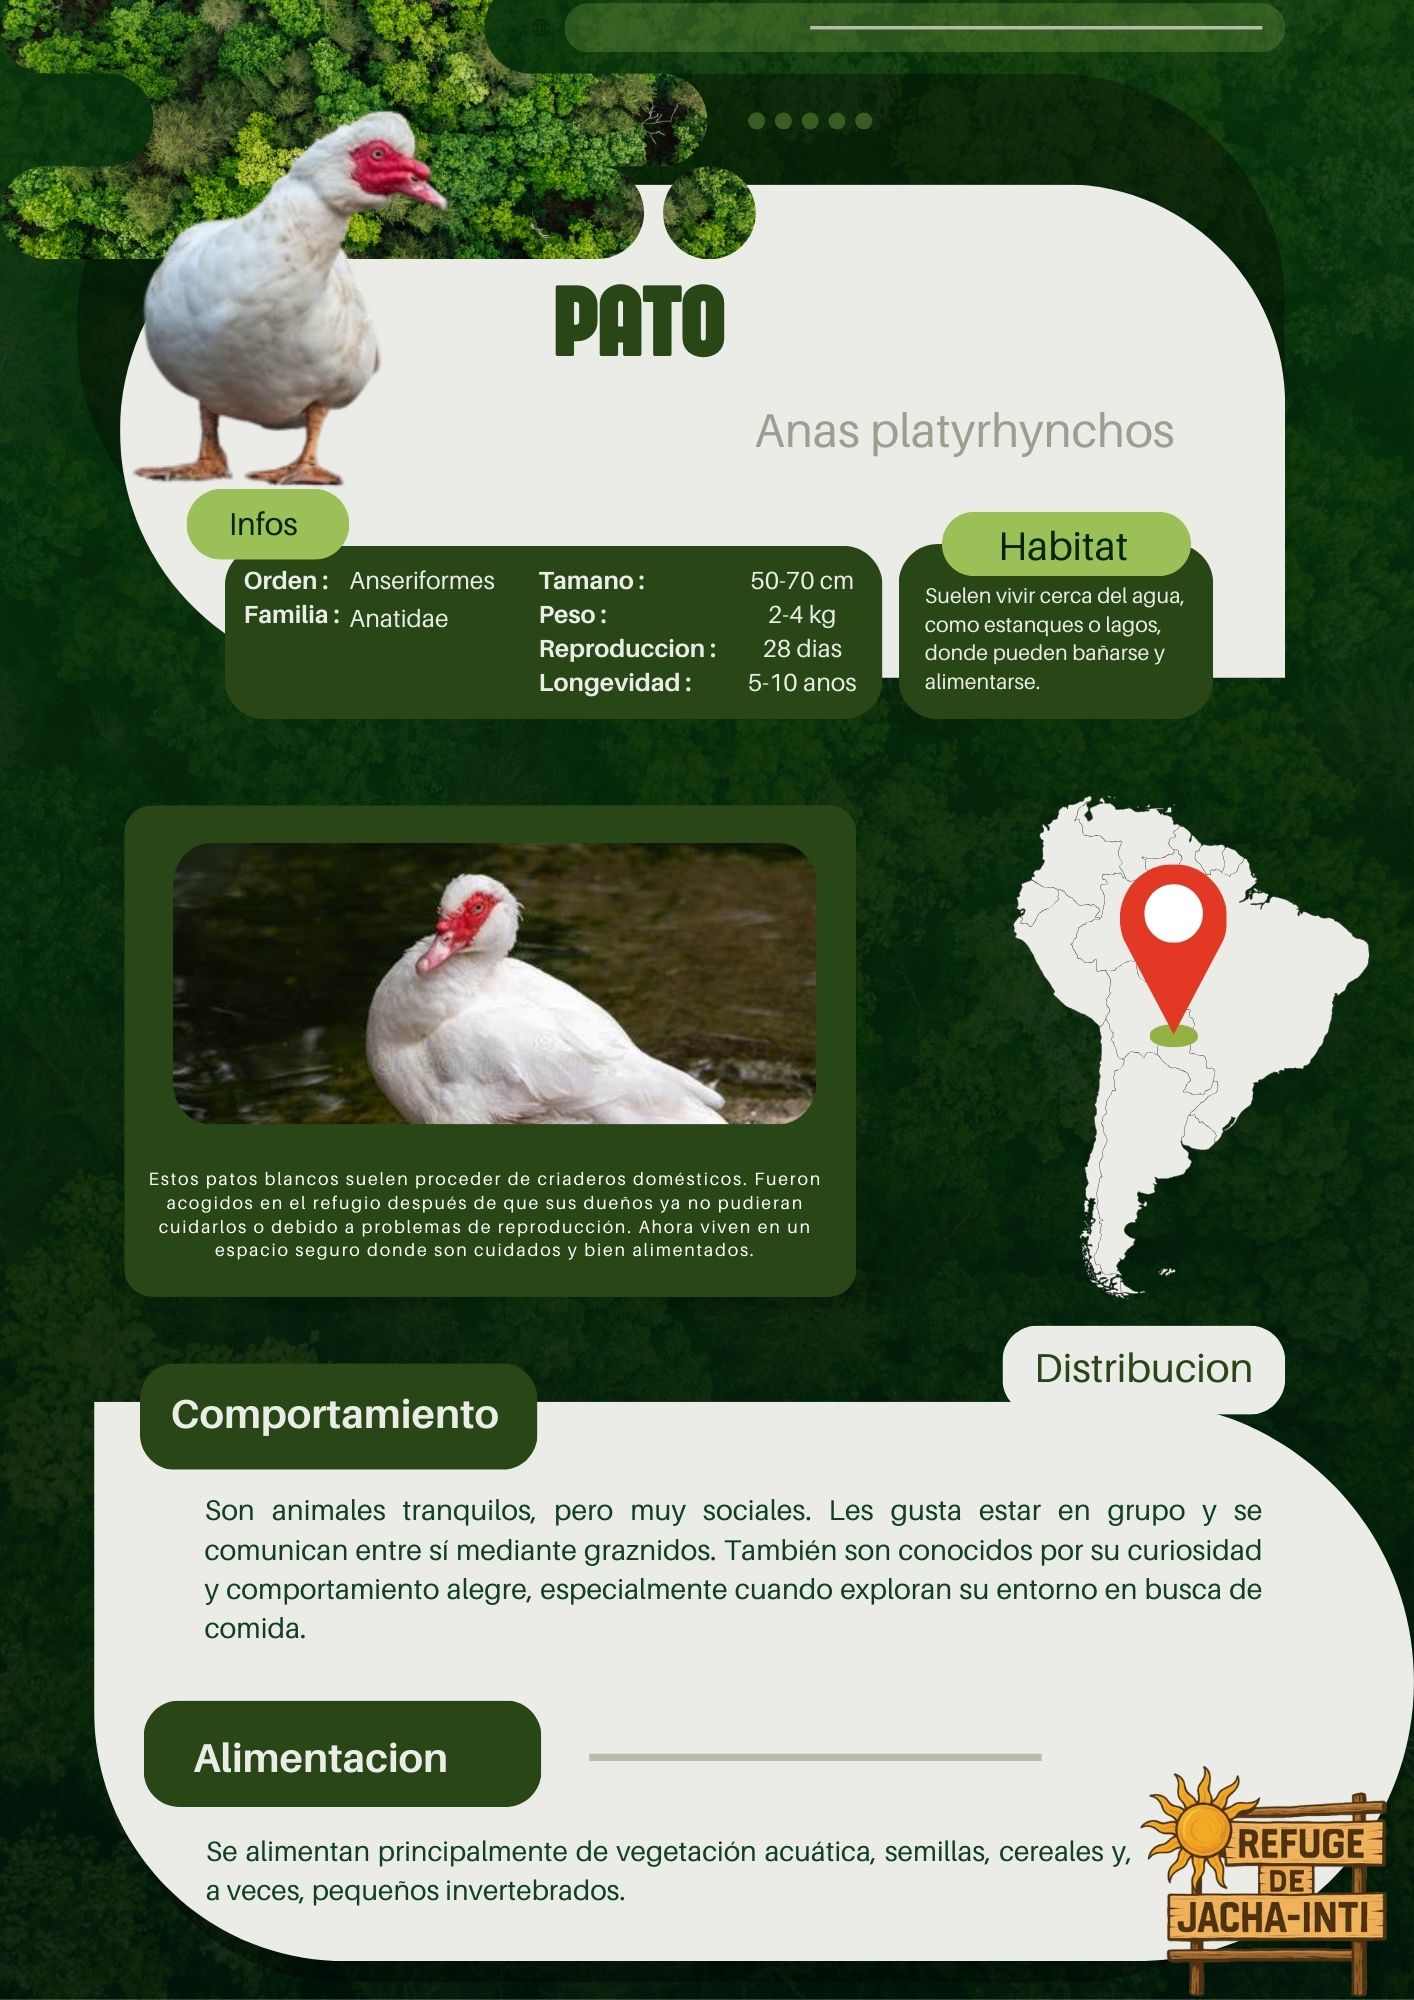 PATO
Anas platyrhynchos
Infos
Orden : Anseriformes
Familia : Anatidae
Tamano : 50-70 cm
Peso : 2-4 kg
Reproduccion : 28 dias
Longevidad : 5-10 anos
Habitat
Suelen vivir cerca del agua,
como estanques o lagos,
donde pueden bañarse y
alimentarse.
Estos patos blancos suelen proceder de criaderos domésticos. Fueron
acogidos en el refugio después de que sus dueños ya no pudieran
cuidarlos o debido a problemas de reproducción. Ahora viven en un
espacio seguro donde son cuidados y bien alimentados.
Distribucion
Comportamiento
Son animales tranquilos, pero muy sociales. Les gusta estar en grupo y se
comunican entre sí mediante graznidos. También son conocidos por su curiosidad
y comportamiento alegre, especialmente cuando exploran su entorno en busca de
comida.
Alimentacion
Se alimentan principalmente de vegetación acuática, semillas, cereales y,
a veces, pequeños invertebrados.
REFUGE
DE
JACHA-INTI